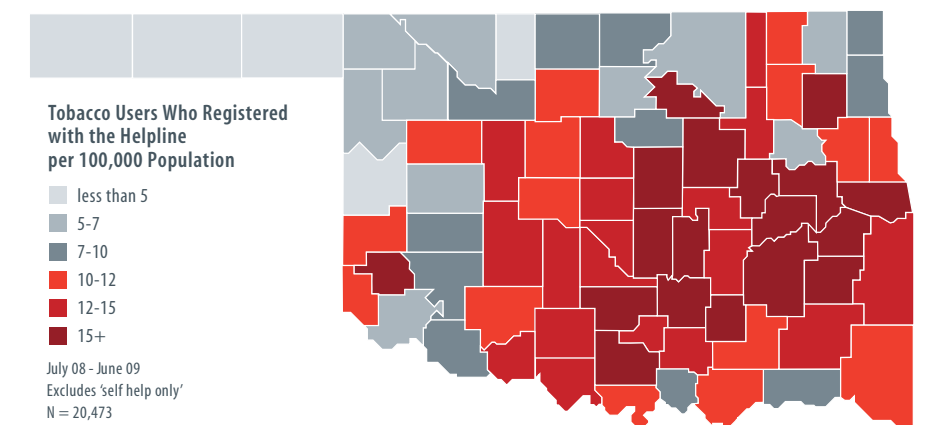 Tobacco Users Who Registered
with the Helpline
per 100,000 Population
less than 5
5-7
7-10
10-12
12-15
15+
July 08 - June 09
Excludes ‘self help only’
N = 20,473